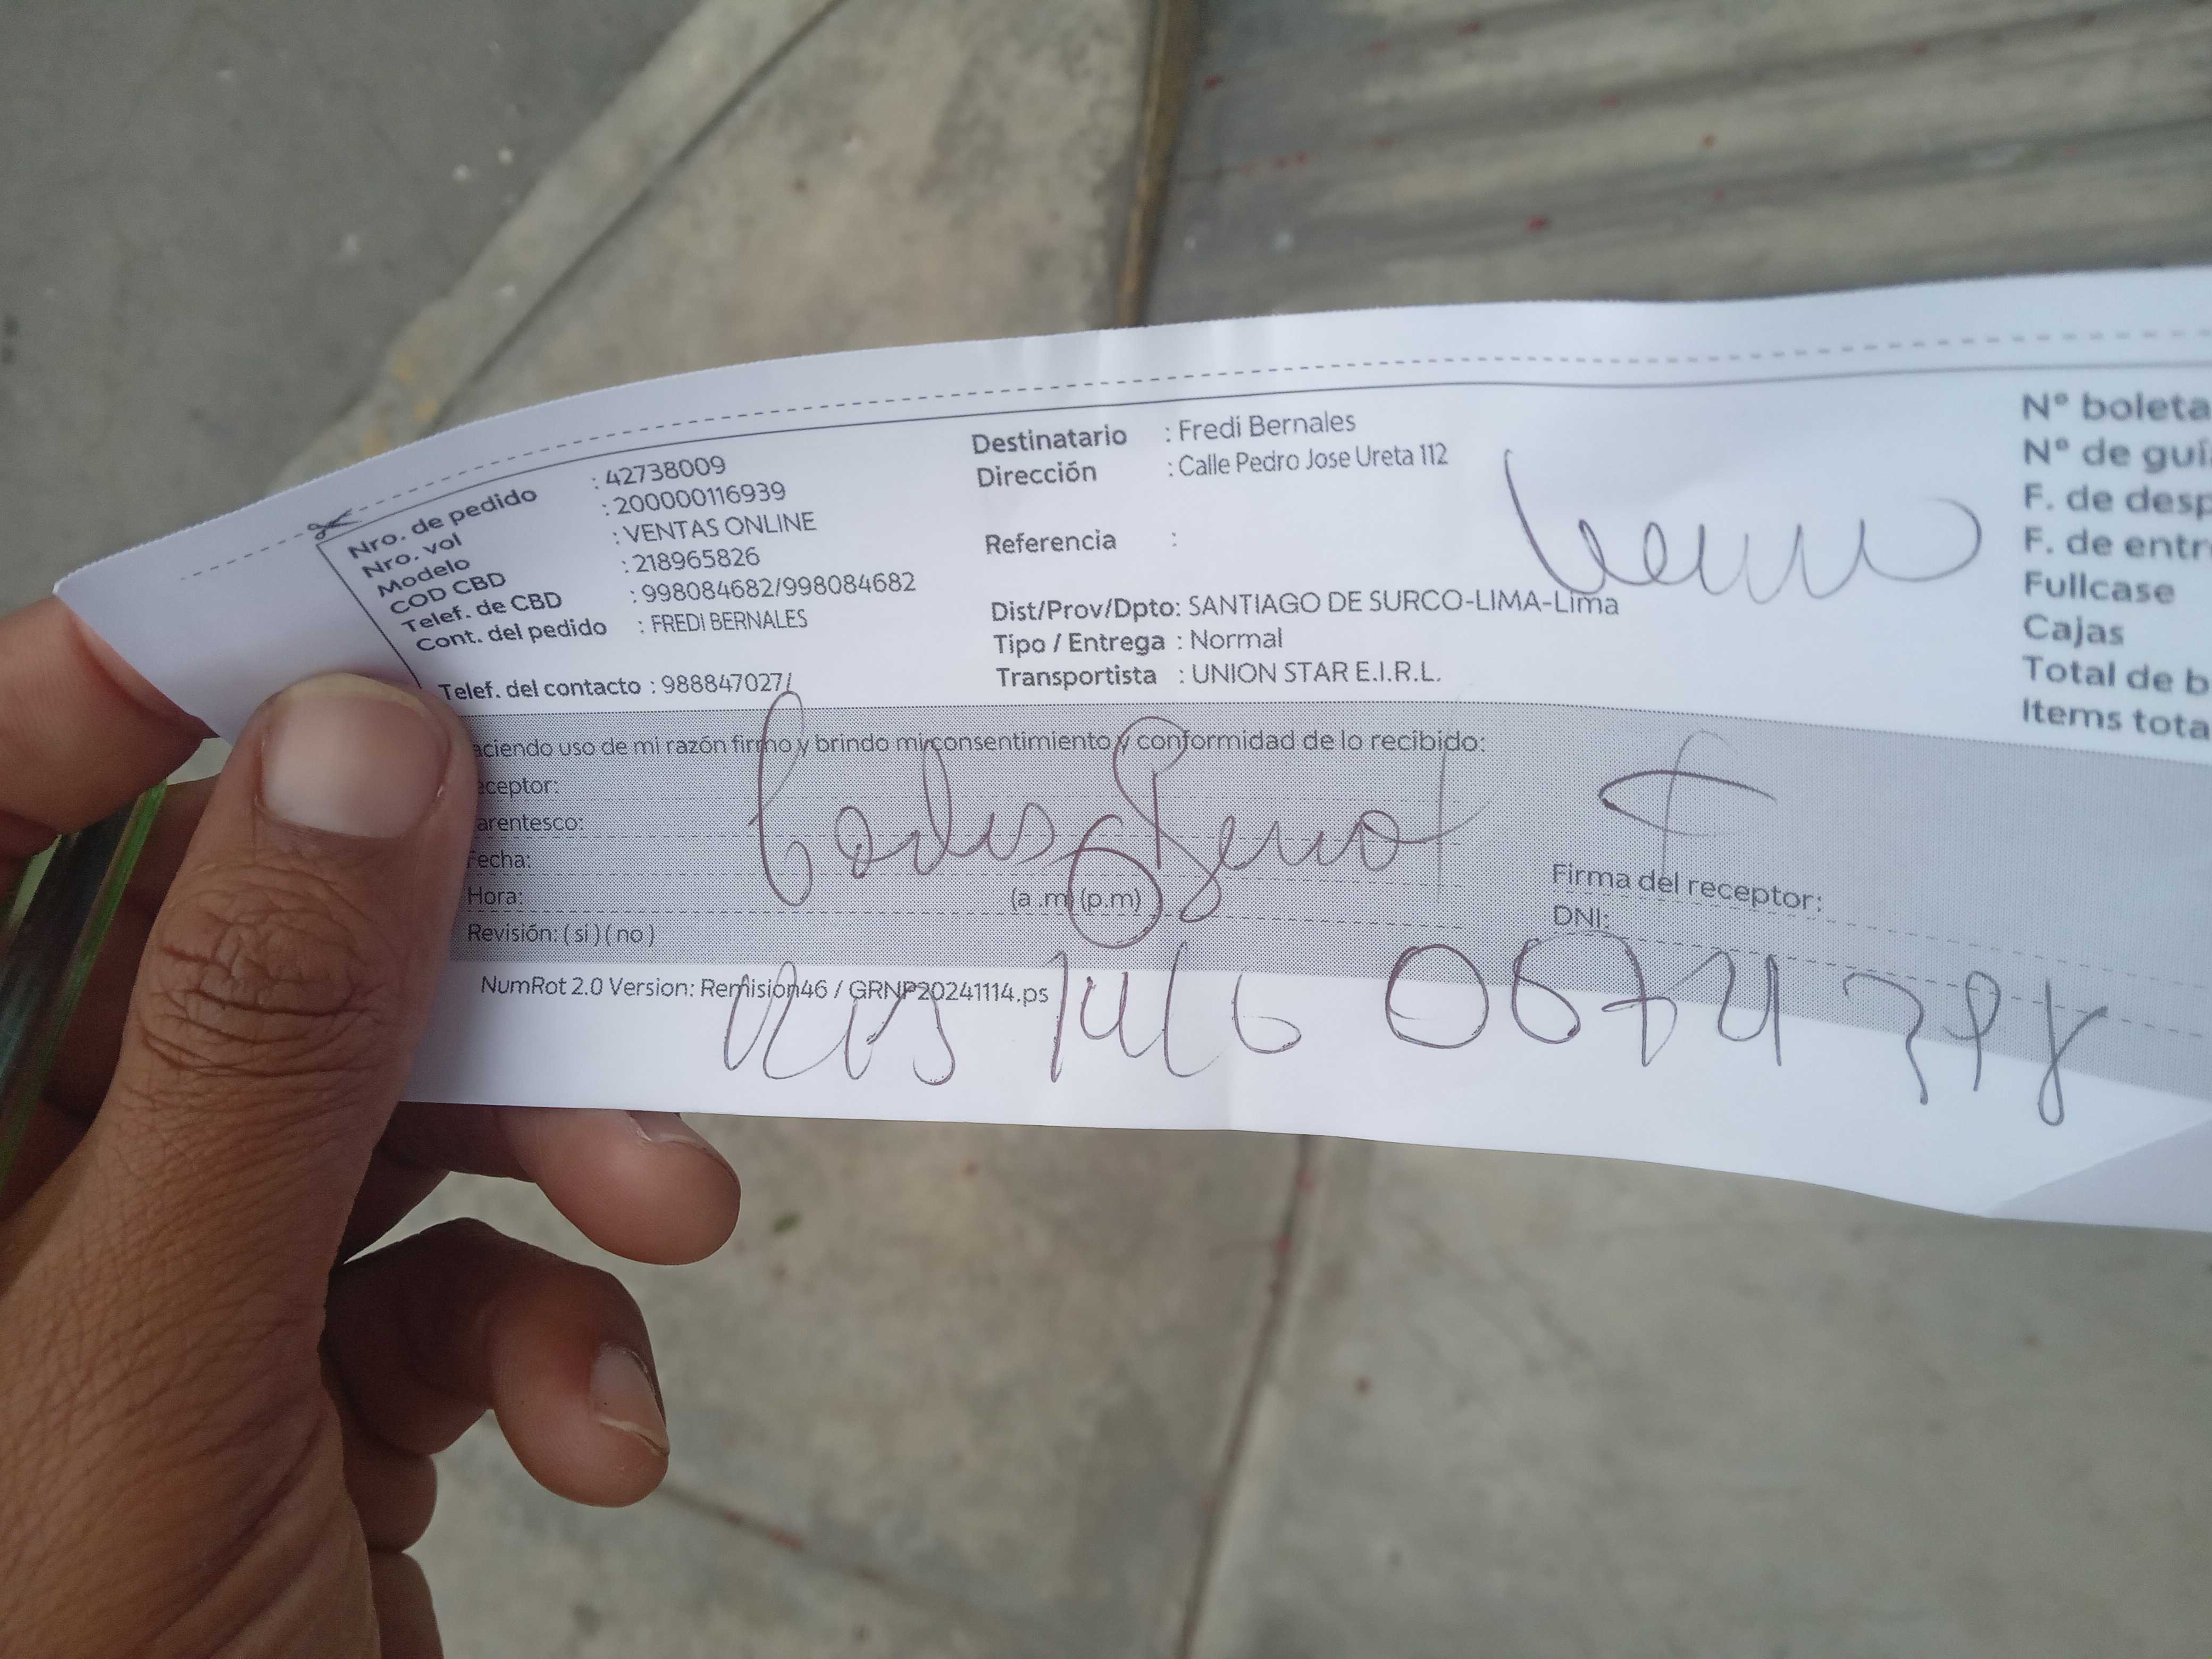 Nro. de pedido : 42738009
Nro. vol : 200000116939
Modelo : VENTAS ONLINE
COD CBD : 218965826
Telef. de CBD : 998084682/998084682
Cont. del pedido : FREDI BERNALES
Telef. del contacto : 988847027/
Destinatario : Fredi Bernales
Dirección : Calle Pedro Jose Ureta 112
Referencia :
Dist/Prov/Dpto: SANTIAGO DE SURCO-LIMA-Lima
Tipo / Entrega : Normal
Transportista : UNION STAR E.I.R.L.
N° boleta
N° de guí
F. de desp
F. de entr
Fullcase
Cajas
Total de b
Items tota
aciendo uso de mi razón firmo y brindo mi consentimiento y conformidad de lo recibido:
eceptor:
arentesco:
Fecha:
Hora: (a .m) (p.m)
Revisión: ( si ) ( no )
Firma del receptor:
DNI:
NumRot 2.0 Version: Remision46 / GRNP20241114.ps